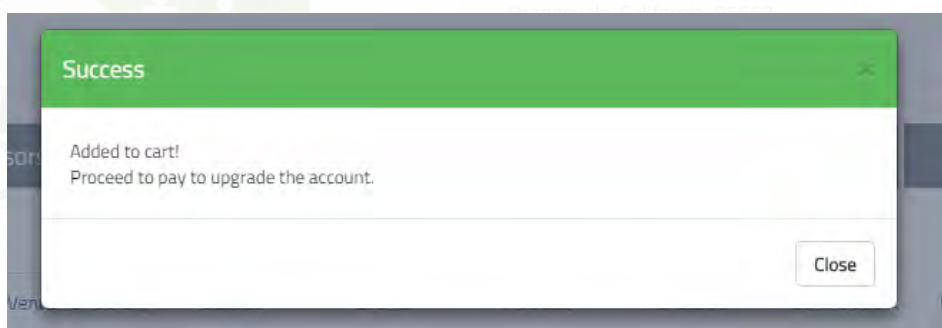 Success
×
Added to cart!
Proceed to pay to upgrade the account.
Close